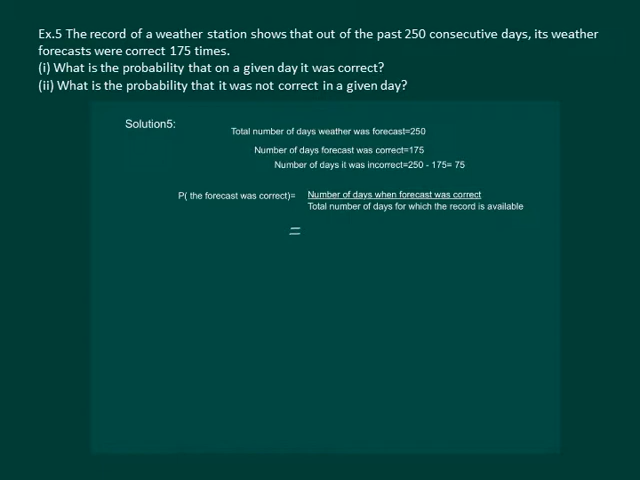 Ex.5 The record of a weather station shows that out of the past 250 consecutive days, its weather
forecasts were correct 175 times.
(i) What is the probability that on a given day it was correct?
(ii) What is the probability that it was not correct in a given day?
Solution5:
Total number of days weather was forecast=250
Number of days forecast was correct=175
Number of days it was incorrect=250 - 175= 75
P( the forecast was correct)= Number of days when forecast was correct
Total number of days for which the record is available
=